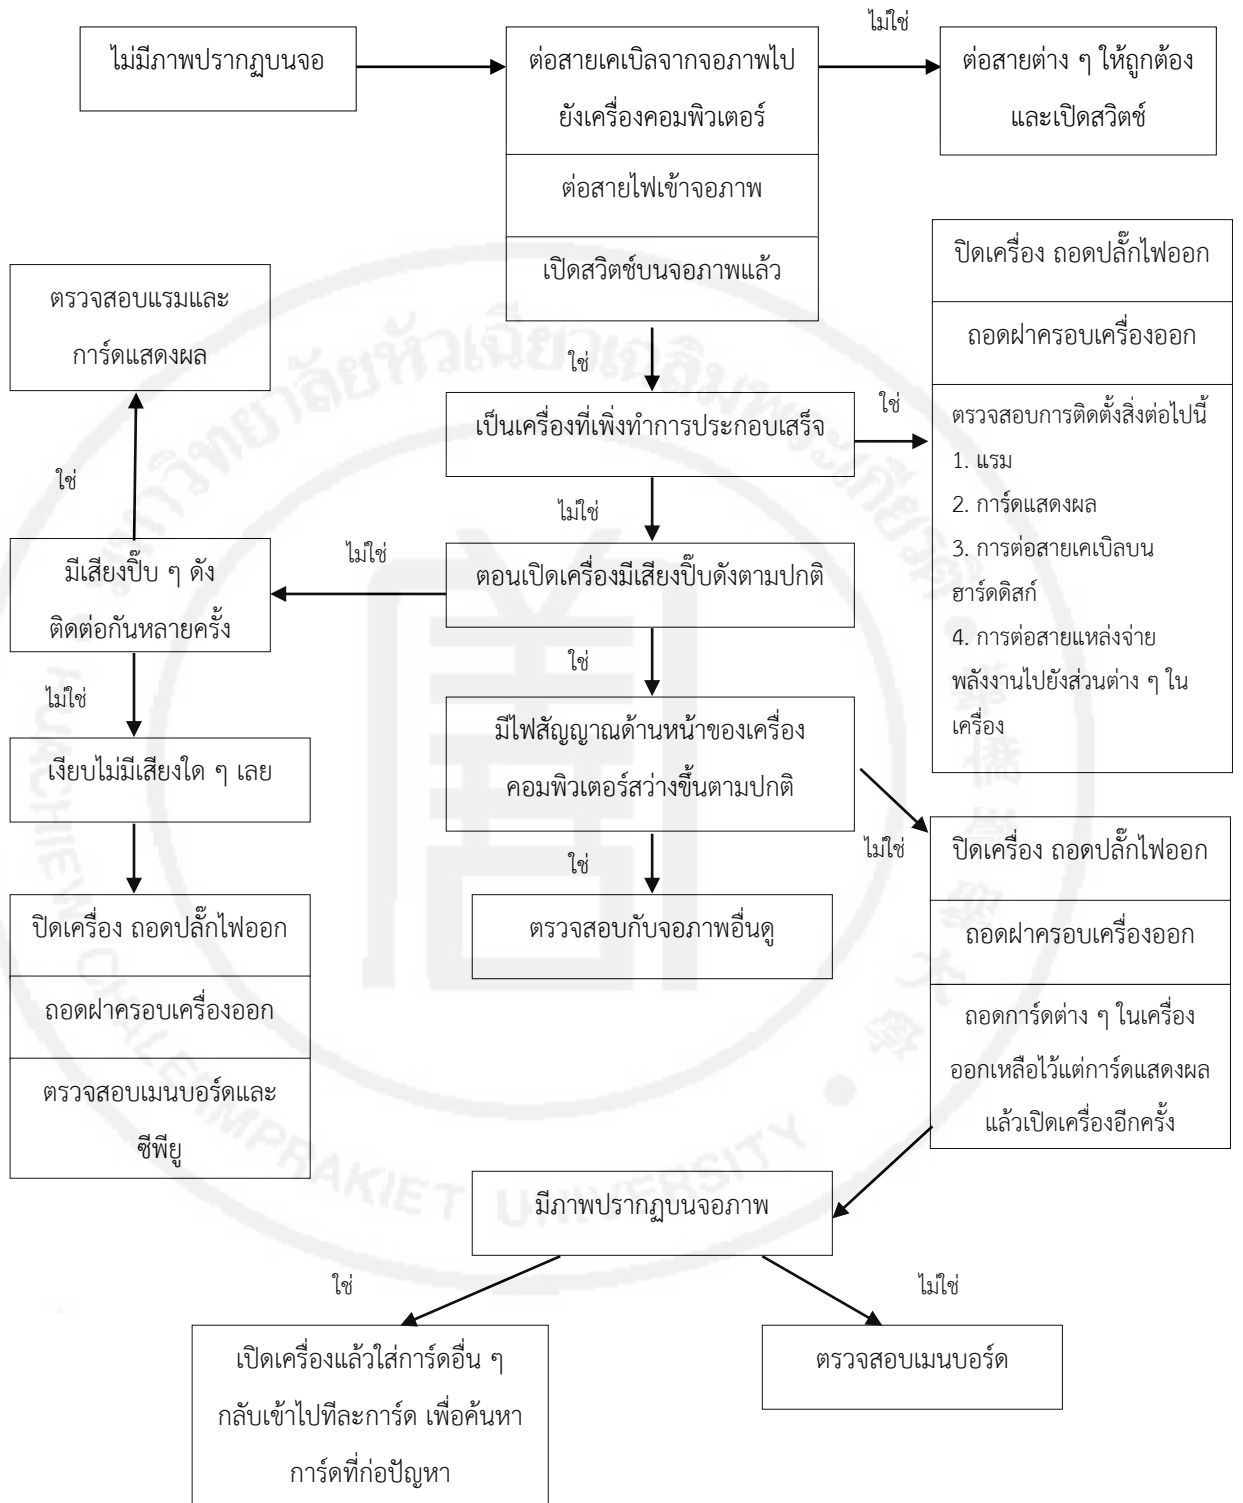 ไม่ใช่
ไม่มีภาพปรากฏบนจอ
ต่อสายเคเบิลจากจอภาพไป
ยังเครื่องคอมพิวเตอร์
ต่อสายไฟเข้าจอภาพ
เปิดสวิตช์บนจอภาพแล้ว
ต่อสายต่าง ๆ ให้ถูกต้อง
และเปิดสวิตช์
ปิดเครื่อง ถอดปลั๊กไฟออก
ถอดฝาครอบเครื่องออก
ตรวจสอบการติดตั้งสิ่งต่อไปนี้
1. แรม
2. การ์ดแสดงผล
3. การต่อสายเคเบิลบน
ฮาร์ดดิสก์
4. การต่อสายแหล่งจ่าย
พลังงานไปยังส่วนต่าง ๆ ใน
เครื่อง
ตรวจสอบแรมและ
การ์ดแสดงผล
ใช่
ใช่
เป็นเครื่องที่เพิ่งทำการประกอบเสร็จ
ใช่
ไม่ใช่
ไม่ใช่
มีเสียงปิ๊บ ๆ ดัง
ติดต่อกันหลายครั้ง
ตอนเปิดเครื่องมีเสียงปิ๊บดังตามปกติ
ใช่
ไม่ใช่
เงียบไม่มีเสียงใด ๆ เลย
มีไฟสัญญาณด้านหน้าของเครื่อง
คอมพิวเตอร์สว่างขึ้นตามปกติ
ใช่
ไม่ใช่
ปิดเครื่อง ถอดปลั๊กไฟออก
ถอดฝาครอบเครื่องออก
ตรวจสอบเมนบอร์ดและ
ซีพียู
ตรวจสอบกับจอภาพอื่นดู
ปิดเครื่อง ถอดปลั๊กไฟออก
ถอดฝาครอบเครื่องออก
ถอดการ์ดต่าง ๆ ในเครื่อง
ออกเหลือไว้แต่การ์ดแสดงผล
แล้วเปิดเครื่องอีกครั้ง
มีภาพปรากฏบนจอภาพ
ใช่
ไม่ใช่
เปิดเครื่องแล้วใส่การ์ดอื่น ๆ
กลับเข้าไปทีละการ์ด เพื่อค้นหา
การ์ดที่ก่อปัญหา
ตรวจสอบเมนบอร์ด
มหาวิทยาลัยหัวเฉียวเฉลิมพระเกียรติ
HUACHIEW CHALERMPRAKIET UNIVERSITY